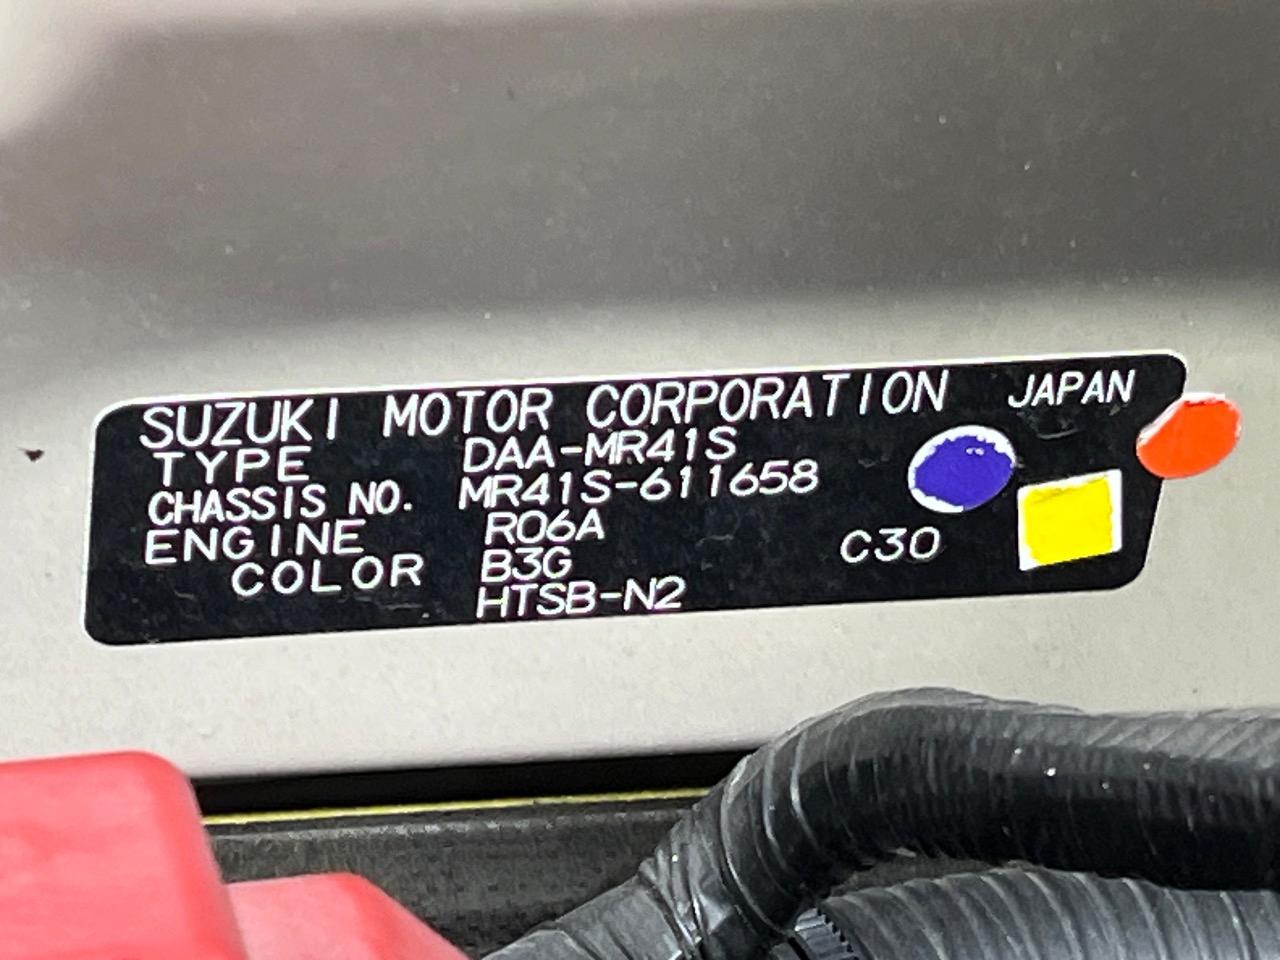 SUZUKI MOTOR CORPORATION JAPAN
TYPE DAA-MR41S
CHASSIS NO. MR41S-611658
ENGINE R06A
COLOR B3G C30
HTSB-N2